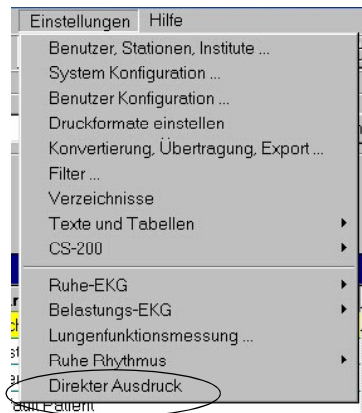 Einstellungen Hilfe
Benutzer, Stationen, Institute ...
System Konfiguration ...
Benutzer Konfiguration ...
Druckformate einstellen
Konvertierung, Übertragung, Export ...
Filter ...
Verzeichnisse
Texte und Tabellen
CS-200
Ruhe-EKG
Belastungs-EKG
Lungenfunktionsmessung ...
Ruhe Rhythmus
Direkter Ausdruck
Patient